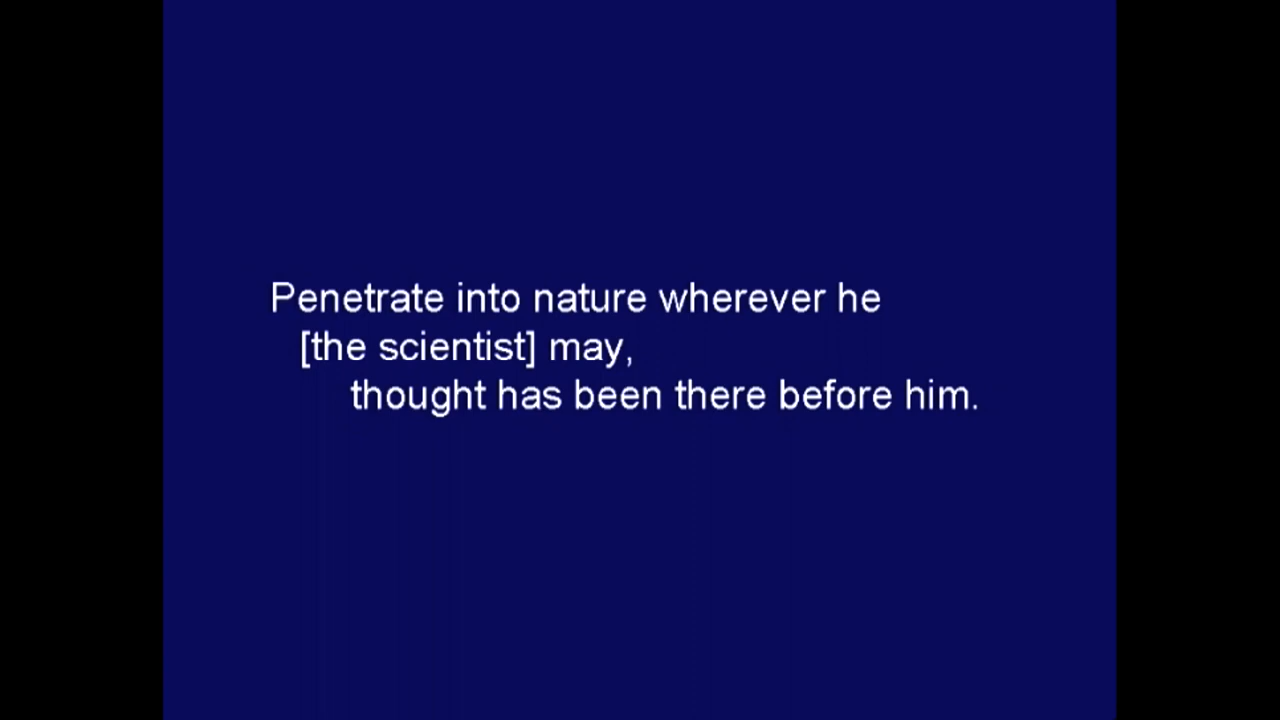 Penetrate into nature wherever he
[the scientist] may,
thought has been there before him.